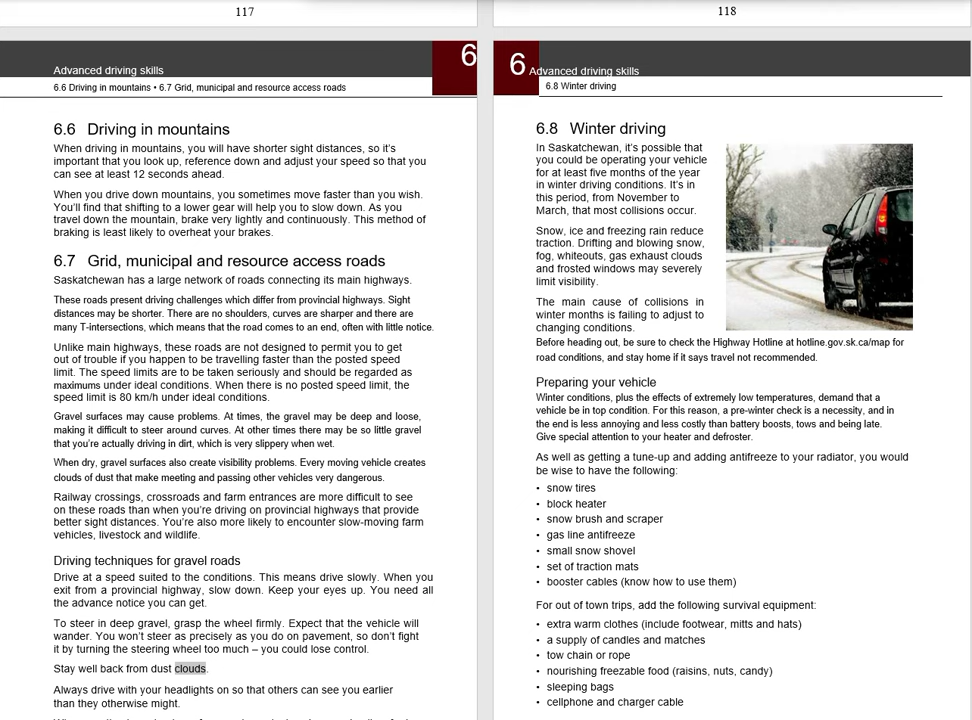 117
6
Advanced driving skills
6.6 Driving in mountains • 6.7 Grid, municipal and resource access roads
6.6 Driving in mountains
When driving in mountains, you will have shorter sight distances, so it’s
important that you look up, reference down and adjust your speed so that you
can see at least 12 seconds ahead.
When you drive down mountains, you sometimes move faster than you wish.
You’ll find that shifting to a lower gear will help you to slow down. As you
travel down the mountain, brake very lightly and continuously. This method of
braking is least likely to overheat your brakes.
6.7 Grid, municipal and resource access roads
Saskatchewan has a large network of roads connecting its main highways.
These roads present driving challenges which differ from provincial highways. Sight
distances may be shorter. There are no shoulders, curves are sharper and there are
many T-intersections, which means that the road comes to an end, often with little notice.
Unlike main highways, these roads are not designed to permit you to get
out of trouble if you happen to be travelling faster than the posted speed
limit. The speed limits are to be taken seriously and should be regarded as
maximums under ideal conditions. When there is no posted speed limit, the
speed limit is 80 km/h under ideal conditions.
Gravel surfaces may cause problems. At times, the gravel may be deep and loose,
making it difficult to steer around curves. At other times there may be so little gravel
that you’re actually driving in dirt, which is very slippery when wet.
When dry, gravel surfaces also create visibility problems. Every moving vehicle creates
clouds of dust that make meeting and passing other vehicles very dangerous.
Railway crossings, crossroads and farm entrances are more difficult to see
on these roads than when you’re driving on provincial highways that provide
better sight distances. You’re also more likely to encounter slow-moving farm
vehicles, livestock and wildlife.
Driving techniques for gravel roads
Drive at a speed suited to the conditions. This means drive slowly. When you
exit from a provincial highway, slow down. Keep your eyes up. You need all
the advance notice you can get.
To steer in deep gravel, grasp the wheel firmly. Expect that the vehicle will
wander. You won’t steer as precisely as you do on pavement, so don’t fight
it by turning the steering wheel too much – you could lose control.
Stay well back from dust clouds.
Always drive with your headlights on so that others can see you earlier
than they otherwise might.
118
6 Advanced driving skills
6.8 Winter driving
6.8 Winter driving
In Saskatchewan, it’s possible that
you could be operating your vehicle
for at least five months of the year
in winter driving conditions. It’s in
this period, from November to
March, that most collisions occur.
Snow, ice and freezing rain reduce
traction. Drifting and blowing snow,
fog, whiteouts, gas exhaust clouds
and frosted windows may severely
limit visibility.
The main cause of collisions in
winter months is failing to adjust to
changing conditions.
Before heading out, be sure to check the Highway Hotline at hotline.gov.sk.ca/map for
road conditions, and stay home if it says travel not recommended.
Preparing your vehicle
Winter conditions, plus the effects of extremely low temperatures, demand that a
vehicle be in top condition. For this reason, a pre-winter check is a necessity, and in
the end is less annoying and less costly than battery boosts, tows and being late.
Give special attention to your heater and defroster.
As well as getting a tune-up and adding antifreeze to your radiator, you would
be wise to have the following:
• snow tires
• block heater
• snow brush and scraper
• gas line antifreeze
• small snow shovel
• set of traction mats
• booster cables (know how to use them)
For out of town trips, add the following survival equipment:
• extra warm clothes (include footwear, mitts and hats)
• a supply of candles and matches
• tow chain or rope
• nourishing freezable food (raisins, nuts, candy)
• sleeping bags
• cellphone and charger cable